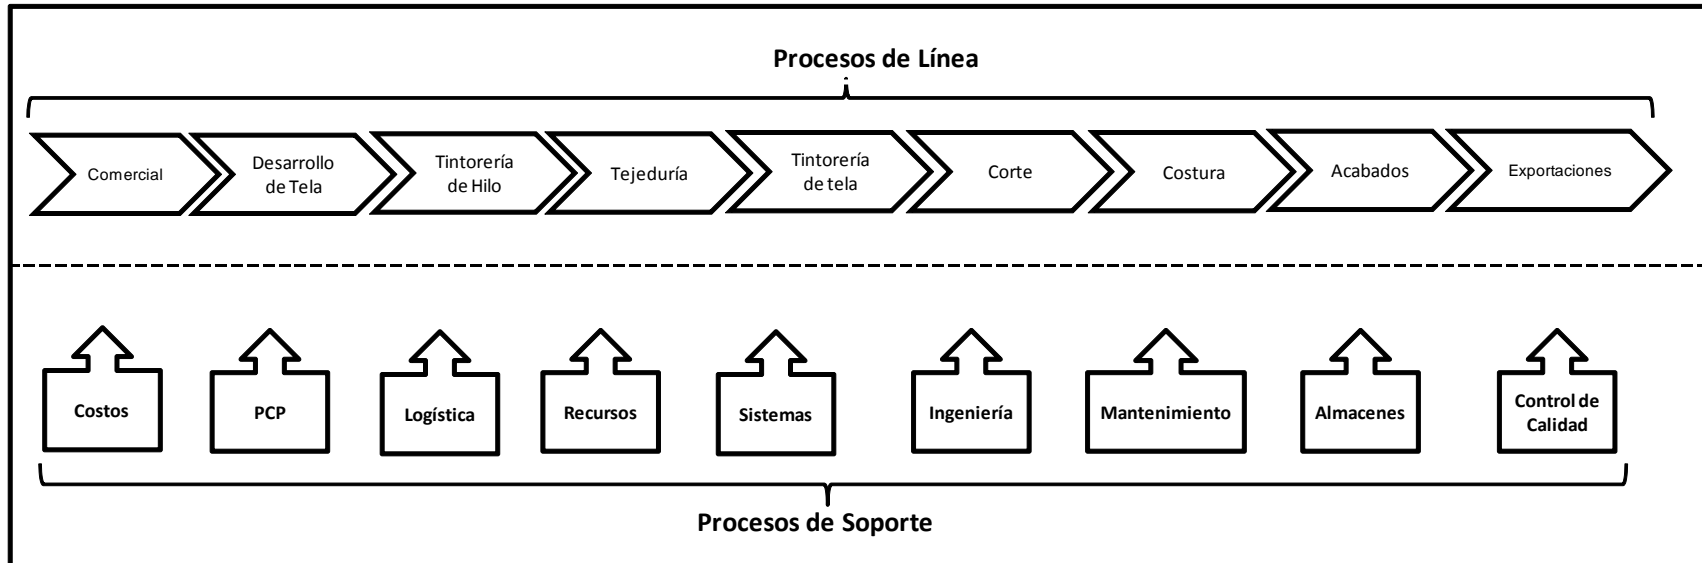 Procesos de Línea
Comercial
Desarrollo
de Tela
Tintorería
de Hilo
Tejeduría
Tintorería
de tela
Corte
Costura
Acabados
Exportaciones
Costos
PCP
Logística
Recursos
Sistemas
Ingeniería
Mantenimiento
Almacenes
Control de
Calidad
Procesos de Soporte